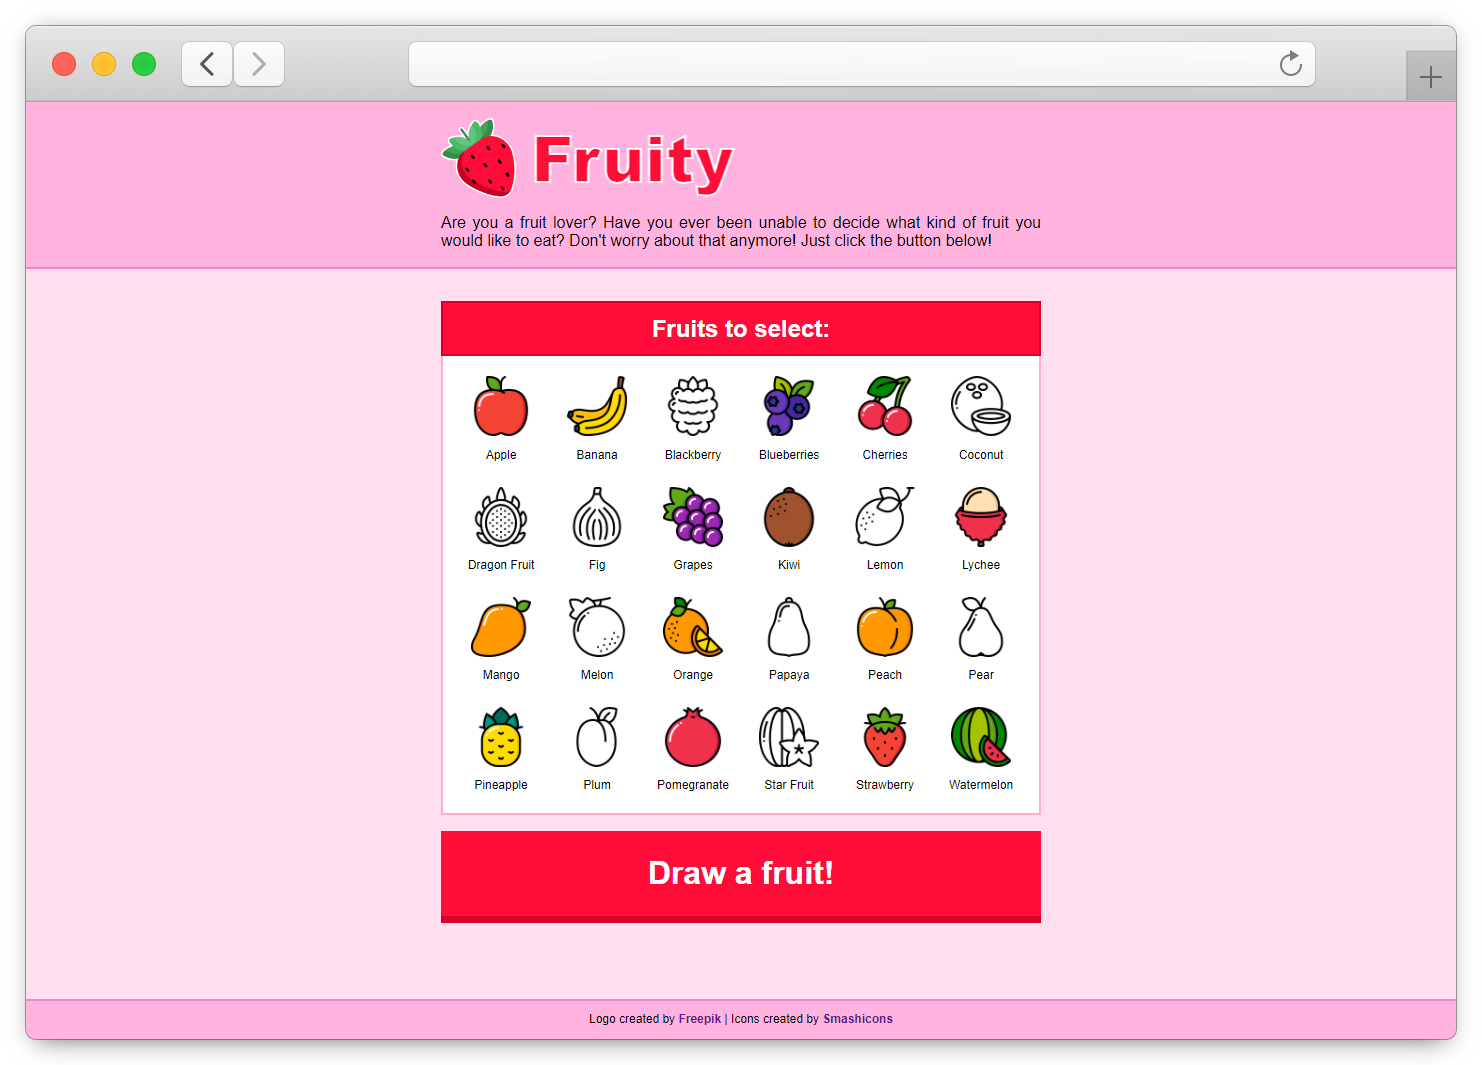 Fruity
Are you a fruit lover? Have you ever been unable to decide what kind of fruit you
would like to eat? Don't worry about that anymore! Just click the button below!
Fruits to select:
Apple Banana Blackberry Blueberries Cherries Coconut
Dragon Fruit Fig Grapes Kiwi Lemon Lychee
Mango Melon Orange Papaya Peach Pear
Pineapple Plum Pomegranate Star Fruit Strawberry Watermelon
Draw a fruit!
Logo created by Freepik | Icons created by Smashicons